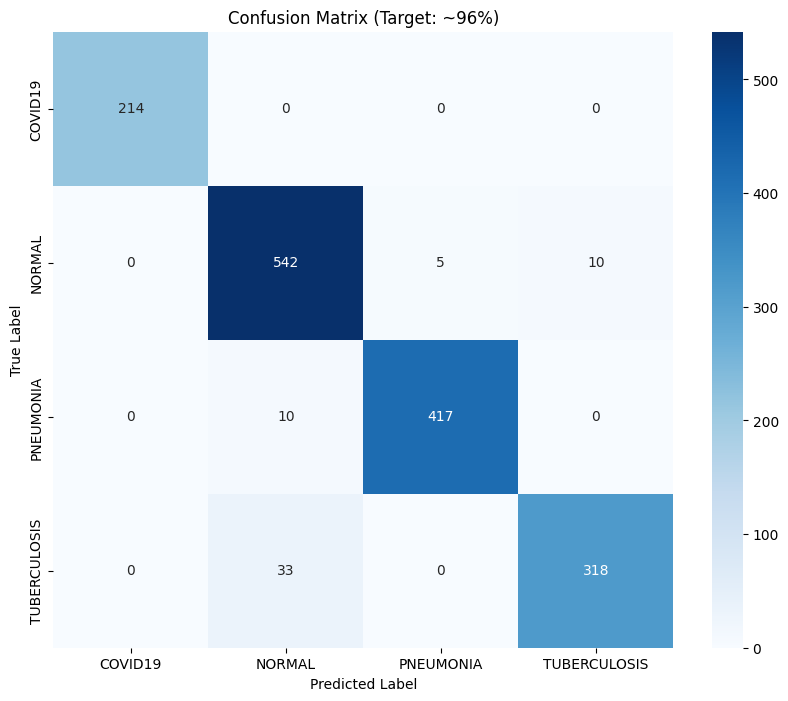 Confusion Matrix (Target: ~96%)
True Label
COVID19
214 0 0 0
NORMAL
0 542 5 10
PNEUMONIA
0 10 417 0
TUBERCULOSIS
0 33 0 318
COVID19 NORMAL PNEUMONIA TUBERCULOSIS
Predicted Label
500
400
300
200
100
0